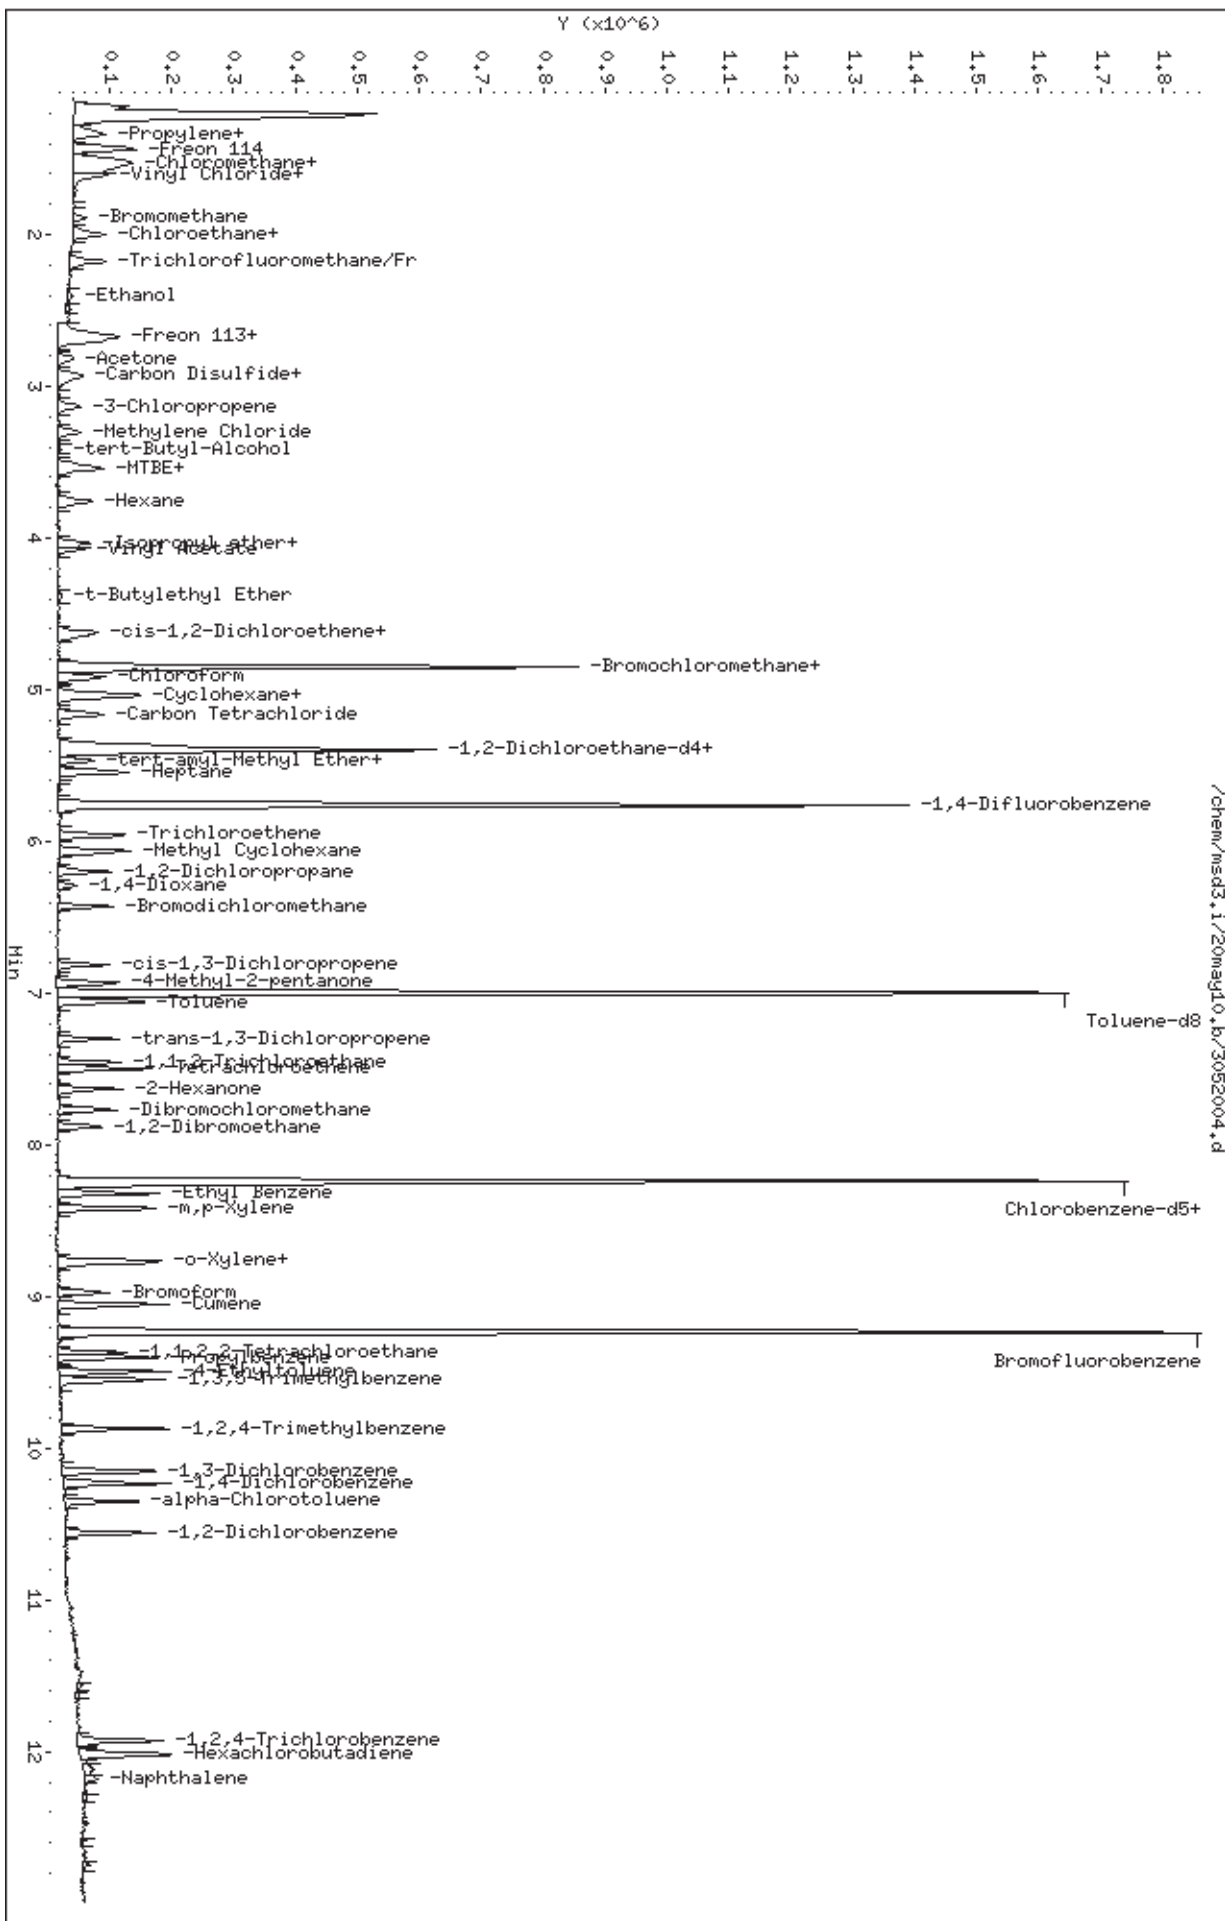 Y (x10^6)
0.1
0.2
0.3
0.4
0.5
0.6
0.7
0.8
0.9
1.0
1.1
1.2
1.3
1.4
1.5
1.6
1.7
1.8
/chem/msd3.i/20may10.b/3052004.d
-Propylene+
-Freon 114
-Chloromethane+
-Vinyl Chloride+
-Bromomethane
2
-Chloroethane+
-Trichlorofluoromethane/Fr
-Ethanol
-Freon 113+
-Acetone
-Carbon Disulfide+
3
-3-Chloropropene
-Methylene Chloride
-tert-Butyl-Alcohol
-MTBE+
-Hexane
4
-Isopropyl ether+
-Vinyl Acetate
-t-Butylethyl Ether
-cis-1,2-Dichloroethene+
-Bromochloromethane+
-Chloroform
5
-Cyclohexane+
-Carbon Tetrachloride
-1,2-Dichloroethane-d4+
-tert-amyl-Methyl Ether+
-Heptane
-1,4-Difluorobenzene
-Trichloroethene
6
-Methyl Cyclohexane
-1,2-Dichloropropane
-1,4-Dioxane
-Bromodichloromethane
-cis-1,3-Dichloropropene
Min
-4-Methyl-2-pentanone
7
-Toluene
Toluene-d8
-trans-1,3-Dichloropropene
-1,1,2-Trichloroethane
-Tetrachloroethene
-2-Hexanone
-Dibromochloromethane
-1,2-Dibromoethane
8
-Ethyl Benzene
-m,p-Xylene
Chlorobenzene-d5+
-o-Xylene+
-Bromoform
9
-Cumene
-1,1,2,2-Tetrachloroethane
Propylbenzene
Bromofluorobenzene
-4-Ethyltoluene
-1,3,5-Trimethylbenzene
-1,2,4-Trimethylbenzene
10
-1,3-Dichlorobenzene
-1,4-Dichlorobenzene
-alpha-Chlorotoluene
-1,2-Dichlorobenzene
11
-1,2,4-Trichlorobenzene
-Hexachlorobutadiene
12
-Naphthalene